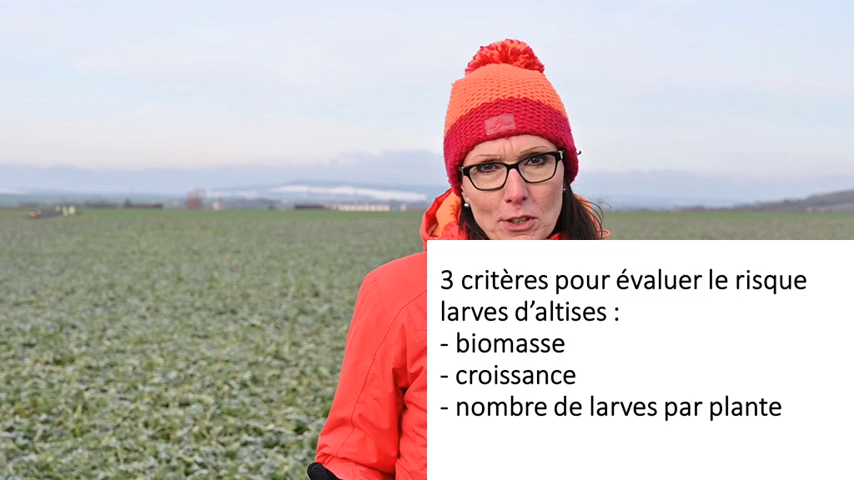 3 critères pour évaluer le risque
larves d’altises :
- biomasse
- croissance
- nombre de larves par plante